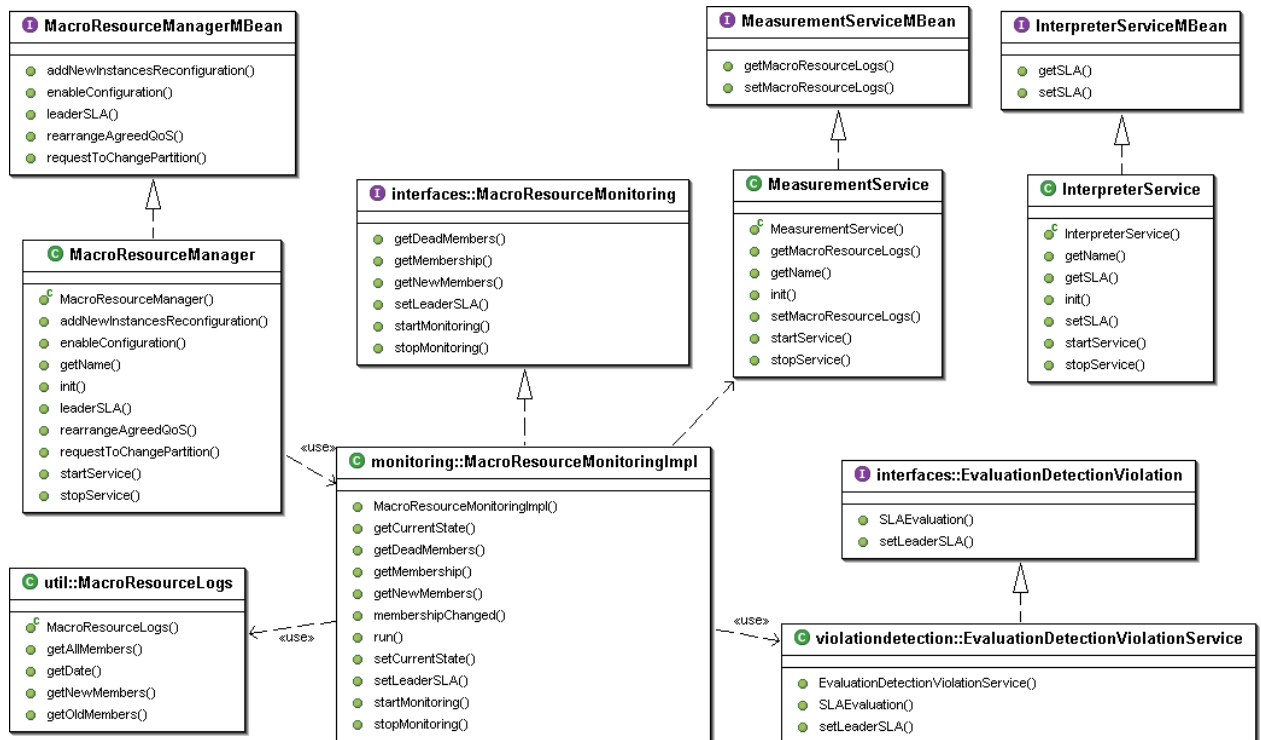 I MacroResourceManagerMBean
addNewInstancesReconfiguration()
enableConfiguration()
leaderSLA()
rearrangeAgreedQoS()
requestToChangePartition()
I MeasurementServiceMBean
getMacroResourceLogs()
setMacroResourceLogs()
I InterpreterServiceMBean
getSLA()
setSLA()
I interfaces::MacroResourceMonitoring
getDeadMembers()
getMembership()
getNewMembers()
setLeaderSLA()
startMonitoring()
stopMonitoring()
C MeasurementService
c MeasurementService()
getMacroResourceLogs()
getName()
init()
setMacroResourceLogs()
startService()
stopService()
C InterpreterService
c InterpreterService()
getName()
getSLA()
init()
setSLA()
startService()
stopService()
C MacroResourceManager
c MacroResourceManager()
addNewInstancesReconfiguration()
enableConfiguration()
getName()
init()
leaderSLA()
rearrangeAgreedQoS()
requestToChangePartition()
startService()
stopService()
«use»
C monitoring::MacroResourceMonitoringImpl
MacroResourceMonitoringImpl()
getCurrentState()
getDeadMembers()
getMembership()
getNewMembers()
membershipChanged()
run()
setCurrentState()
setLeaderSLA()
startMonitoring()
stopMonitoring()
I interfaces::EvaluationDetectionViolation
SLAEvaluation()
setLeaderSLA()
C util::MacroResourceLogs
c MacroResourceLogs()
getAllMembers()
getDate()
getNewMembers()
getOldMembers()
«use»
«use»
C violationdetection::EvaluationDetectionViolationService
EvaluationDetectionViolationService()
SLAEvaluation()
setLeaderSLA()